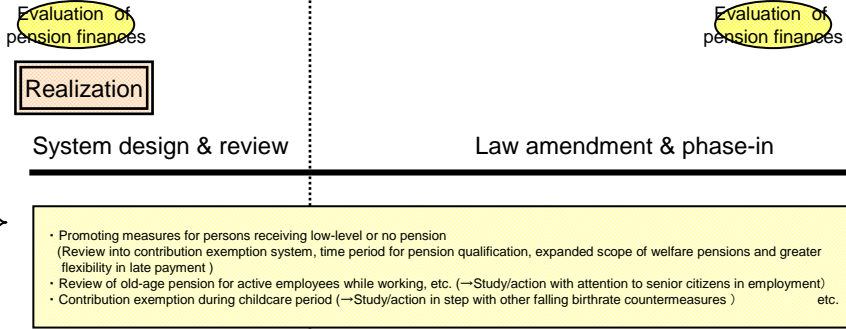 Evaluation of
pension finances
Evaluation of
pension finances
Realization
System design & review
Law amendment & phase-in
・Promoting measures for persons receiving low-level or no pension
(Review into contribution exemption system, time period for pension qualification, expanded scope of welfare pensions and greater
flexibility in late payment )
・Review of old-age pension for active employees while working, etc. (→Study/action with attention to senior citizens in employment）
・Contribution exemption during childcare period (→Study/action in step with other falling birthrate countermeasures ） etc.